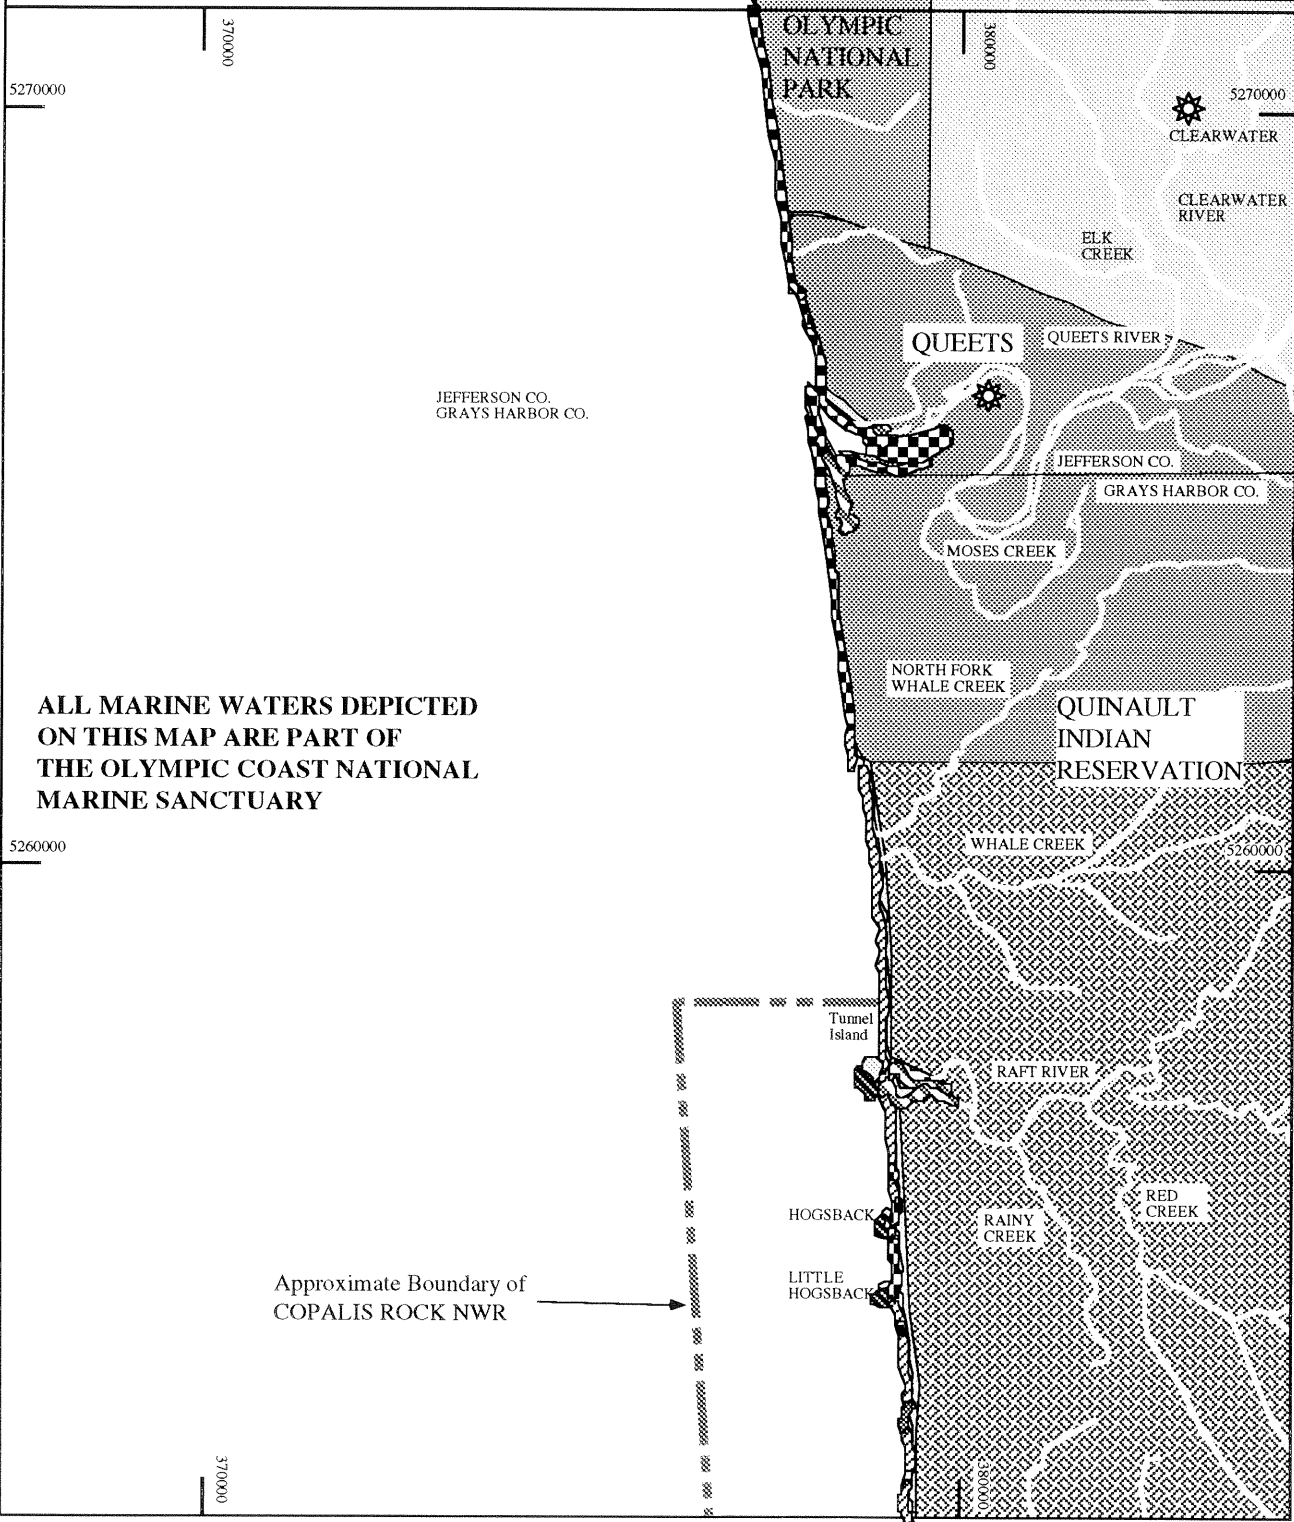 370000
OLYMPIC
NATIONAL
PARK
380000
5270000
5270000
CLEARWATER
CLEARWATER
RIVER
ELK
CREEK
QUEETS
QUEETS RIVER
JEFFERSON CO.
GRAYS HARBOR CO.
JEFFERSON CO.
GRAYS HARBOR CO.
MOSES CREEK
NORTH FORK
WHALE CREEK
ALL MARINE WATERS DEPICTED
ON THIS MAP ARE PART OF
THE OLYMPIC COAST NATIONAL
MARINE SANCTUARY
QUINAULT
INDIAN
RESERVATION
5260000
WHALE CREEK
5260000
Tunnel
Island
RAFT RIVER
HOGSBACK
RAINY
CREEK
RED
CREEK
LITTLE
HOGSBACK
Approximate Boundary of
COPALIS ROCK NWR
370000
380000